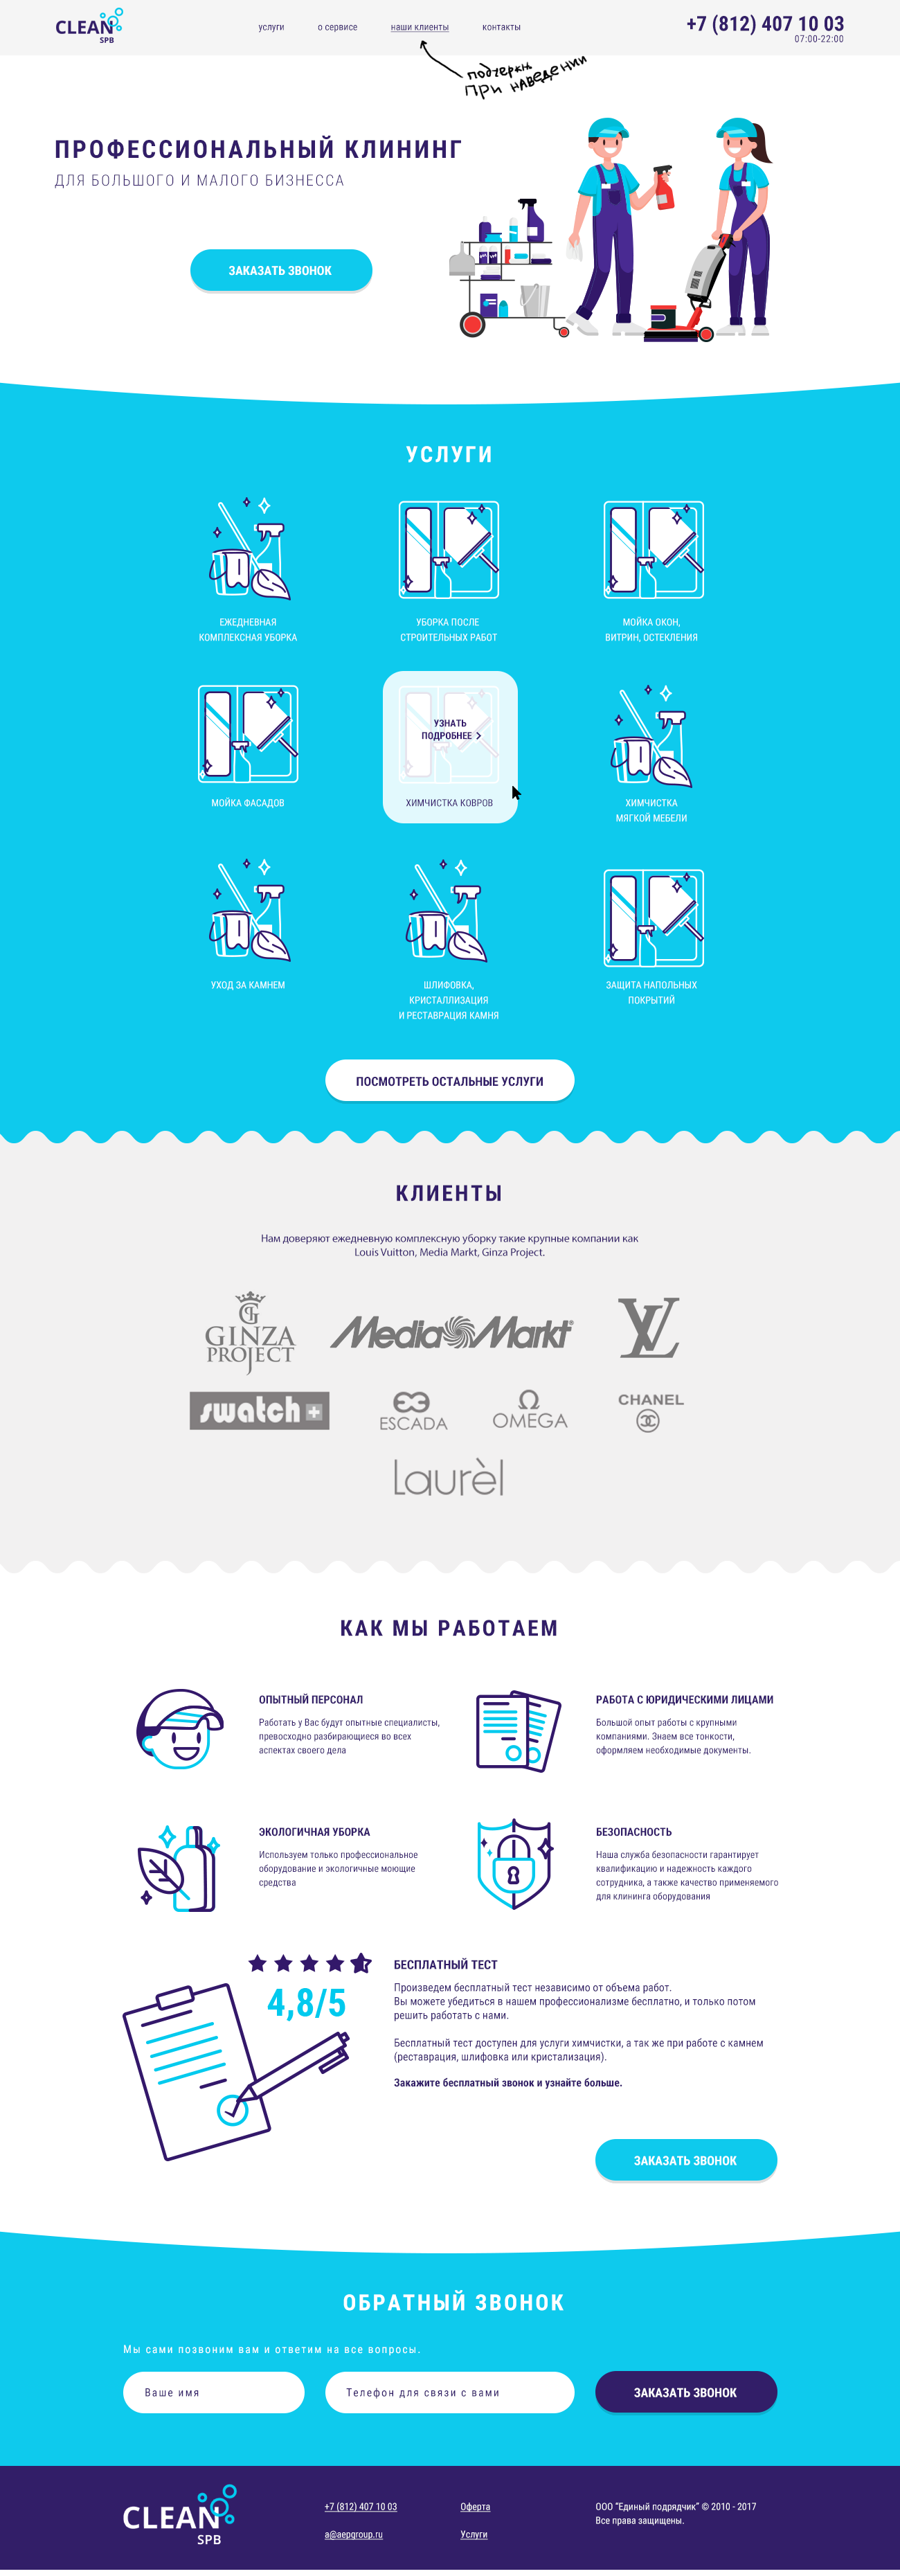 CLEAN
SPB
услуги
о сервисе
наши клиенты
контакты
+7 (812) 407 10 03
07:00-22:00
подчеркн.
При наведении
ПРОФЕССИОНАЛЬНЫЙ КЛИНИНГ
ДЛЯ БОЛЬШОГО И МАЛОГО БИЗНЕССА
ЗАКАЗАТЬ ЗВОНОК
УСЛУГИ
ЕЖЕДНЕВНАЯ
КОМПЛЕКСНАЯ УБОРКА
УБОРКА ПОСЛЕ
СТРОИТЕЛЬНЫХ РАБОТ
МОЙКА ОКОН,
ВИТРИН, ОСТЕКЛЕНИЯ
МОЙКА ФАСАДОВ
УЗНАТЬ
ПОДРОБНЕЕ >
ХИМЧИСТКА КОВРОВ
ХИМЧИСТКА
МЯГКОЙ МЕБЕЛИ
УХОД ЗА КАМНЕМ
ШЛИФОВКА,
КРИСТАЛЛИЗАЦИЯ
И РЕСТАВРАЦИЯ КАМНЯ
ЗАЩИТА НАПОЛЬНЫХ
ПОКРЫТИЙ
ПОСМОТРЕТЬ ОСТАЛЬНЫЕ УСЛУГИ
КЛИЕНТЫ
Нам доверяют ежедневную комплексную уборку такие крупные компании как
Louis Vuitton, Media Markt, Ginza Project.
GINZA
PROJECT
Media Markt
LV
swatch
ESCADA
Ω
OMEGA
CHANEL
Laurèl
КАК МЫ РАБОТАЕМ
ОПЫТНЫЙ ПЕРСОНАЛ
Работать у Вас будут опытные специалисты,
превосходно разбирающиеся во всех
аспектах своего дела
РАБОТА С ЮРИДИЧЕСКИМИ ЛИЦАМИ
Большой опыт работы с крупными
компаниями. Знаем все тонкости,
оформляем необходимые документы.
ЭКОЛОГИЧНАЯ УБОРКА
Используем только профессиональное
оборудование и экологичные моющие
средства
БЕЗОПАСНОСТЬ
Наша служба безопасности гарантирует
квалификацию и надежность каждого
сотрудника, а также качество применяемого
для клининга оборудования
4,8/5
БЕСПЛАТНЫЙ ТЕСТ
Произведем бесплатный тест независимо от объема работ.
Вы можете убедиться в нашем профессионализме бесплатно, и только потом
решить работать с нами.
Бесплатный тест доступен для услуги химчистки, а так же при работе с камнем
(реставрация, шлифовка или кристализация).
Закажите бесплатный звонок и узнайте больше.
ЗАКАЗАТЬ ЗВОНОК
ОБРАТНЫЙ ЗВОНОК
Мы сами позвоним вам и ответим на все вопросы.
Ваше имя
Телефон для связи с вами
ЗАКАЗАТЬ ЗВОНОК
CLEAN
SPB
+7 (812) 407 10 03
a@aepgroup.ru
Оферта
Услуги
ООО "Единый подрядчик" © 2010 - 2017
Все права защищены.